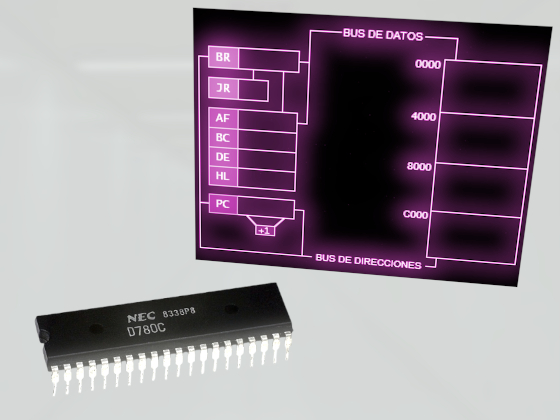 BUS DE DATOS
BR
0000
JR
AF
4000
BC
DE
8000
HL
PC
C000
+1
BUS DE DIRECCIONES
NEC 8338P8
D780C